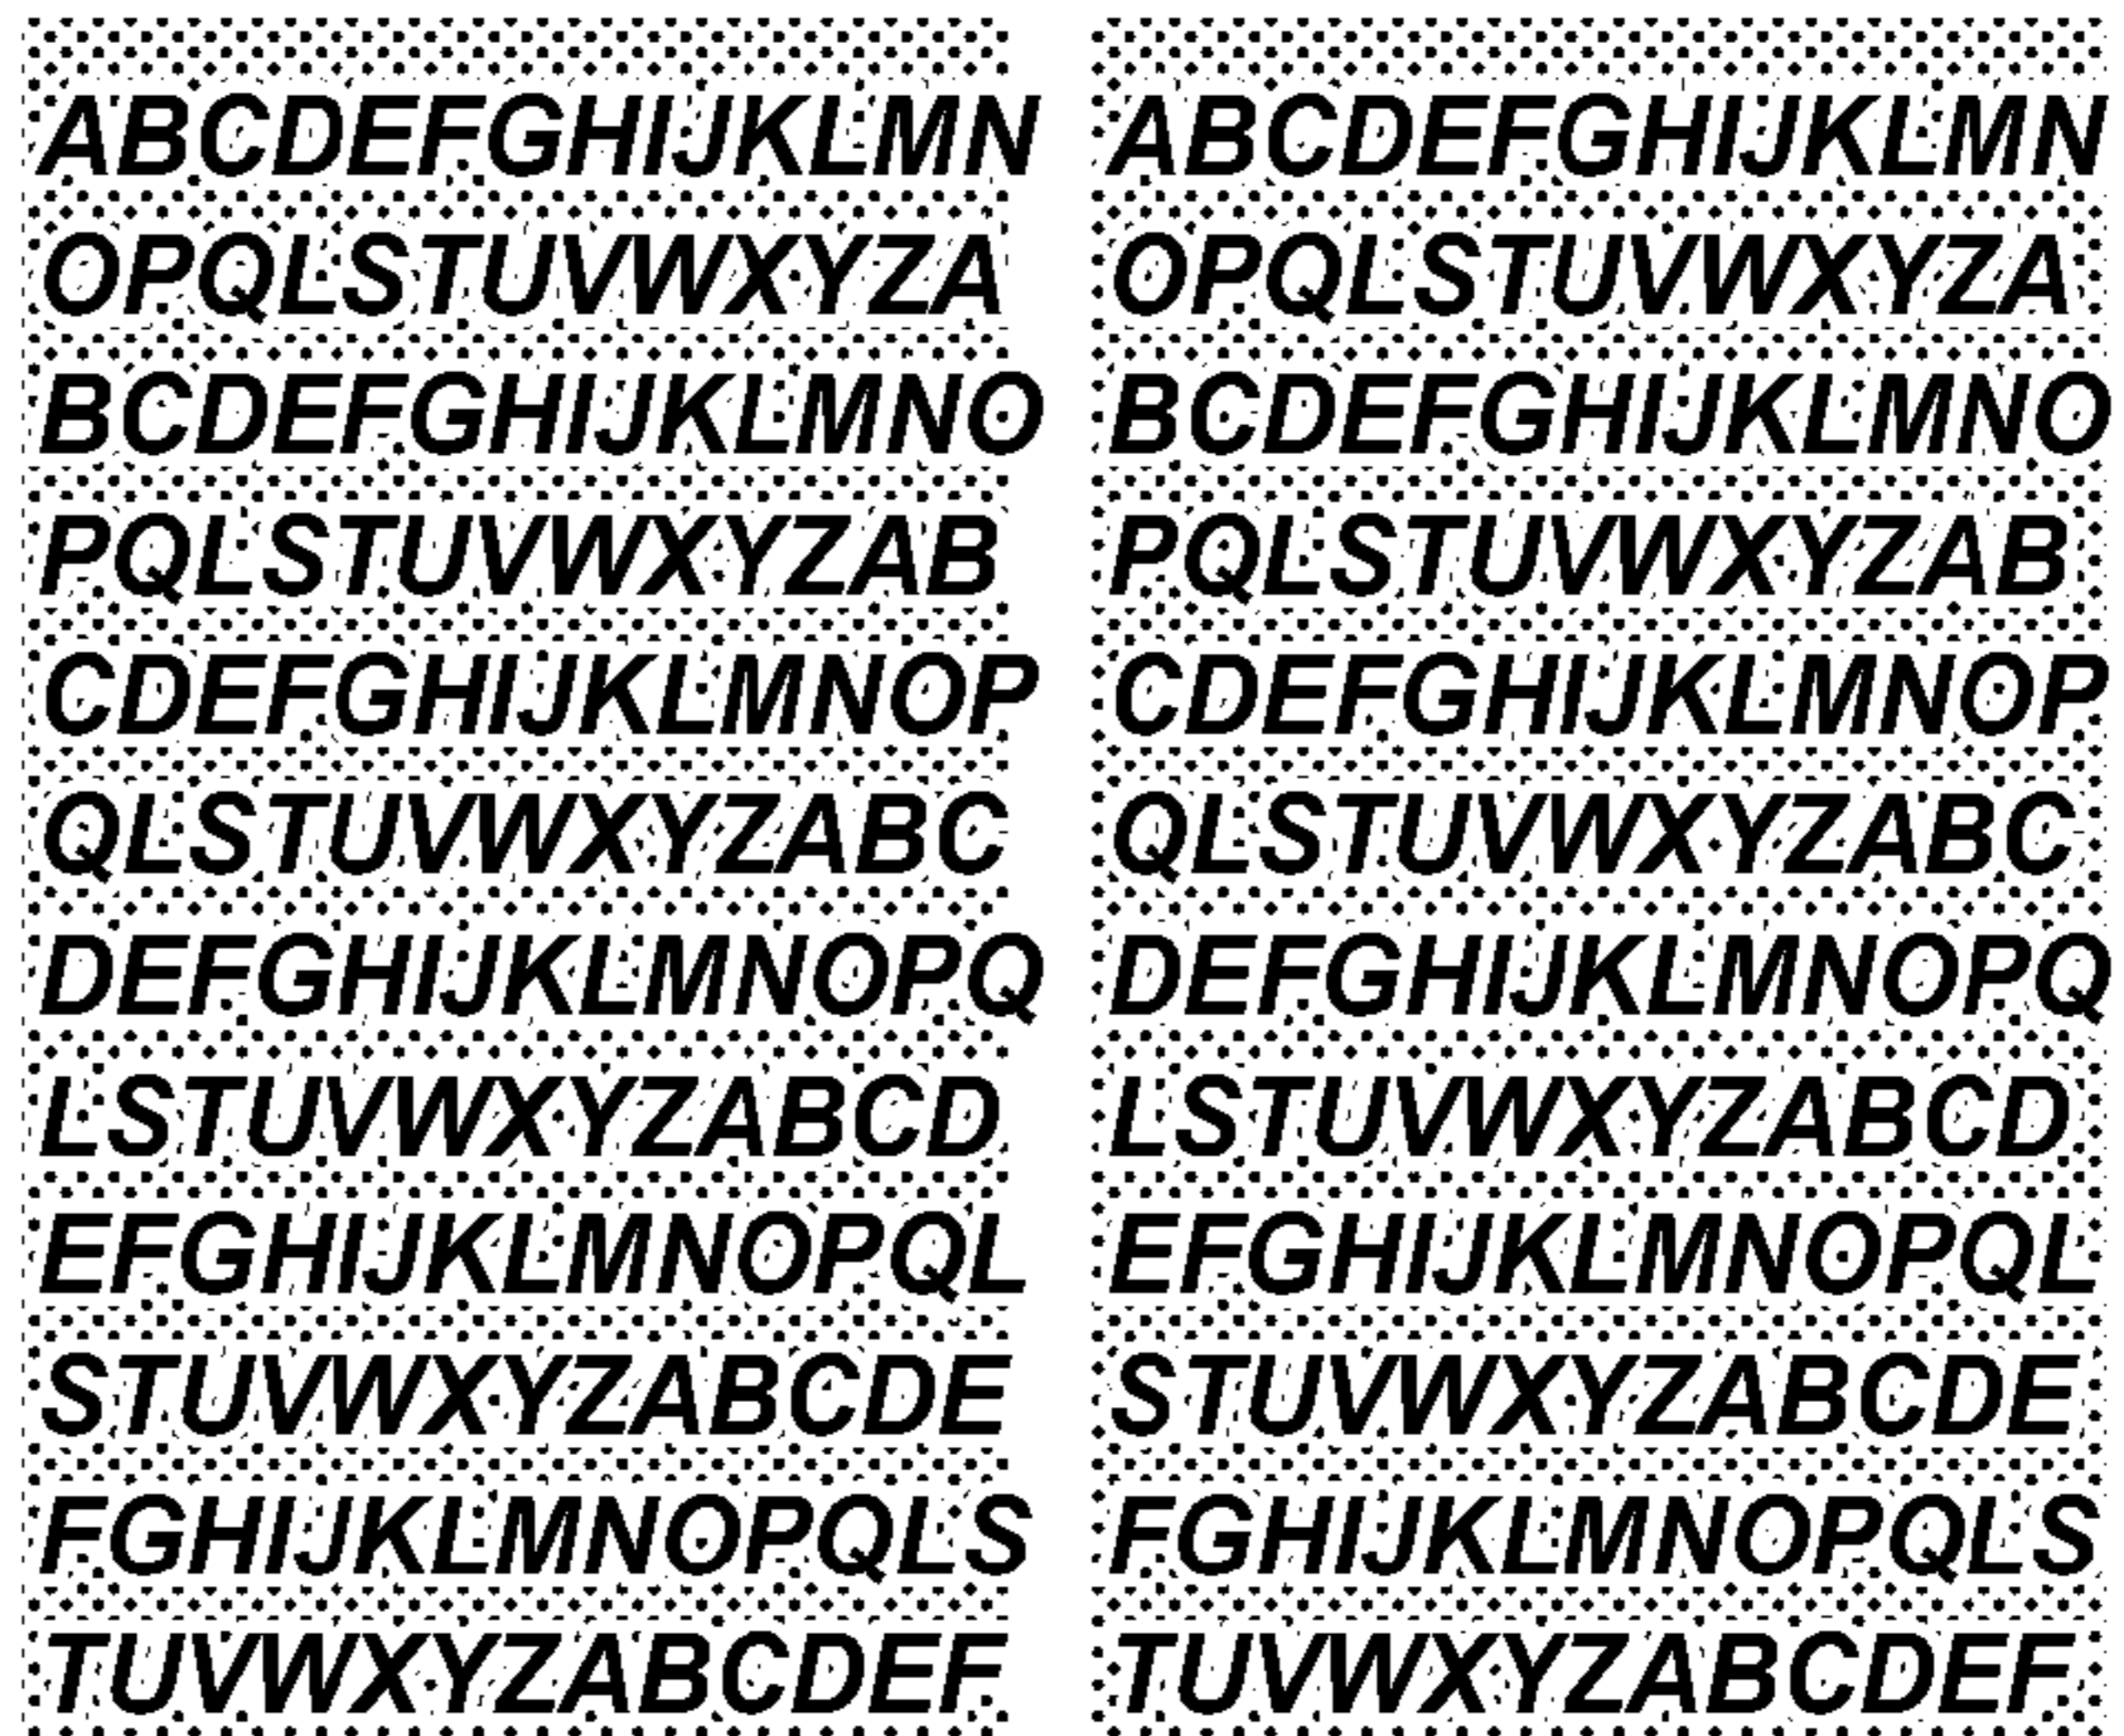 ABCDEFGHIJKLMN
OPQLSTUVWXYZA
BCDEFGHIJKLMNO
PQLSTUVWXYZAB
CDEFGHIJKLMNOP
QLSTUVWXYZABC
DEFGHIJKLMNOPQ
LSTUVWXYZABCD
EFGHIJKLMNOPQL
STUVWXYZABCDE
FGHIJKLMNOPQLS
TUVWXYZABCDEF
ABCDEFGHIJKLMN
OPQLSTUVWXYZA
BCDEFGHIJKLMNO
PQLSTUVWXYZAB
CDEFGHIJKLMNOP
QLSTUVWXYZABC
DEFGHIJKLMNOPQ
LSTUVWXYZABCD
EFGHIJKLMNOPQL
STUVWXYZABCDE
FGHIJKLMNOPQLS
TUVWXYZABCDEF